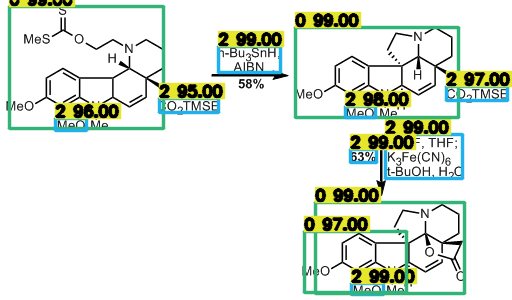 0 99.00
S
MeS
O
N
H
MeO
2 96.00
MeO Me
2 95.00
CO₂TMSE
2 99.00
n-Bu₃SnH,
AIBN
58%
0 99.00
N
H
MeO
2 98.00
MeO Me
2 97.00
CO₂TMSE
2 99.00
2 99.00
F, THF;
63%
K₃Fe(CN)₆
t-BuOH, H₂O
0 99.00
0 97.00
N
O
O
MeO
2 99.00
MeO Me